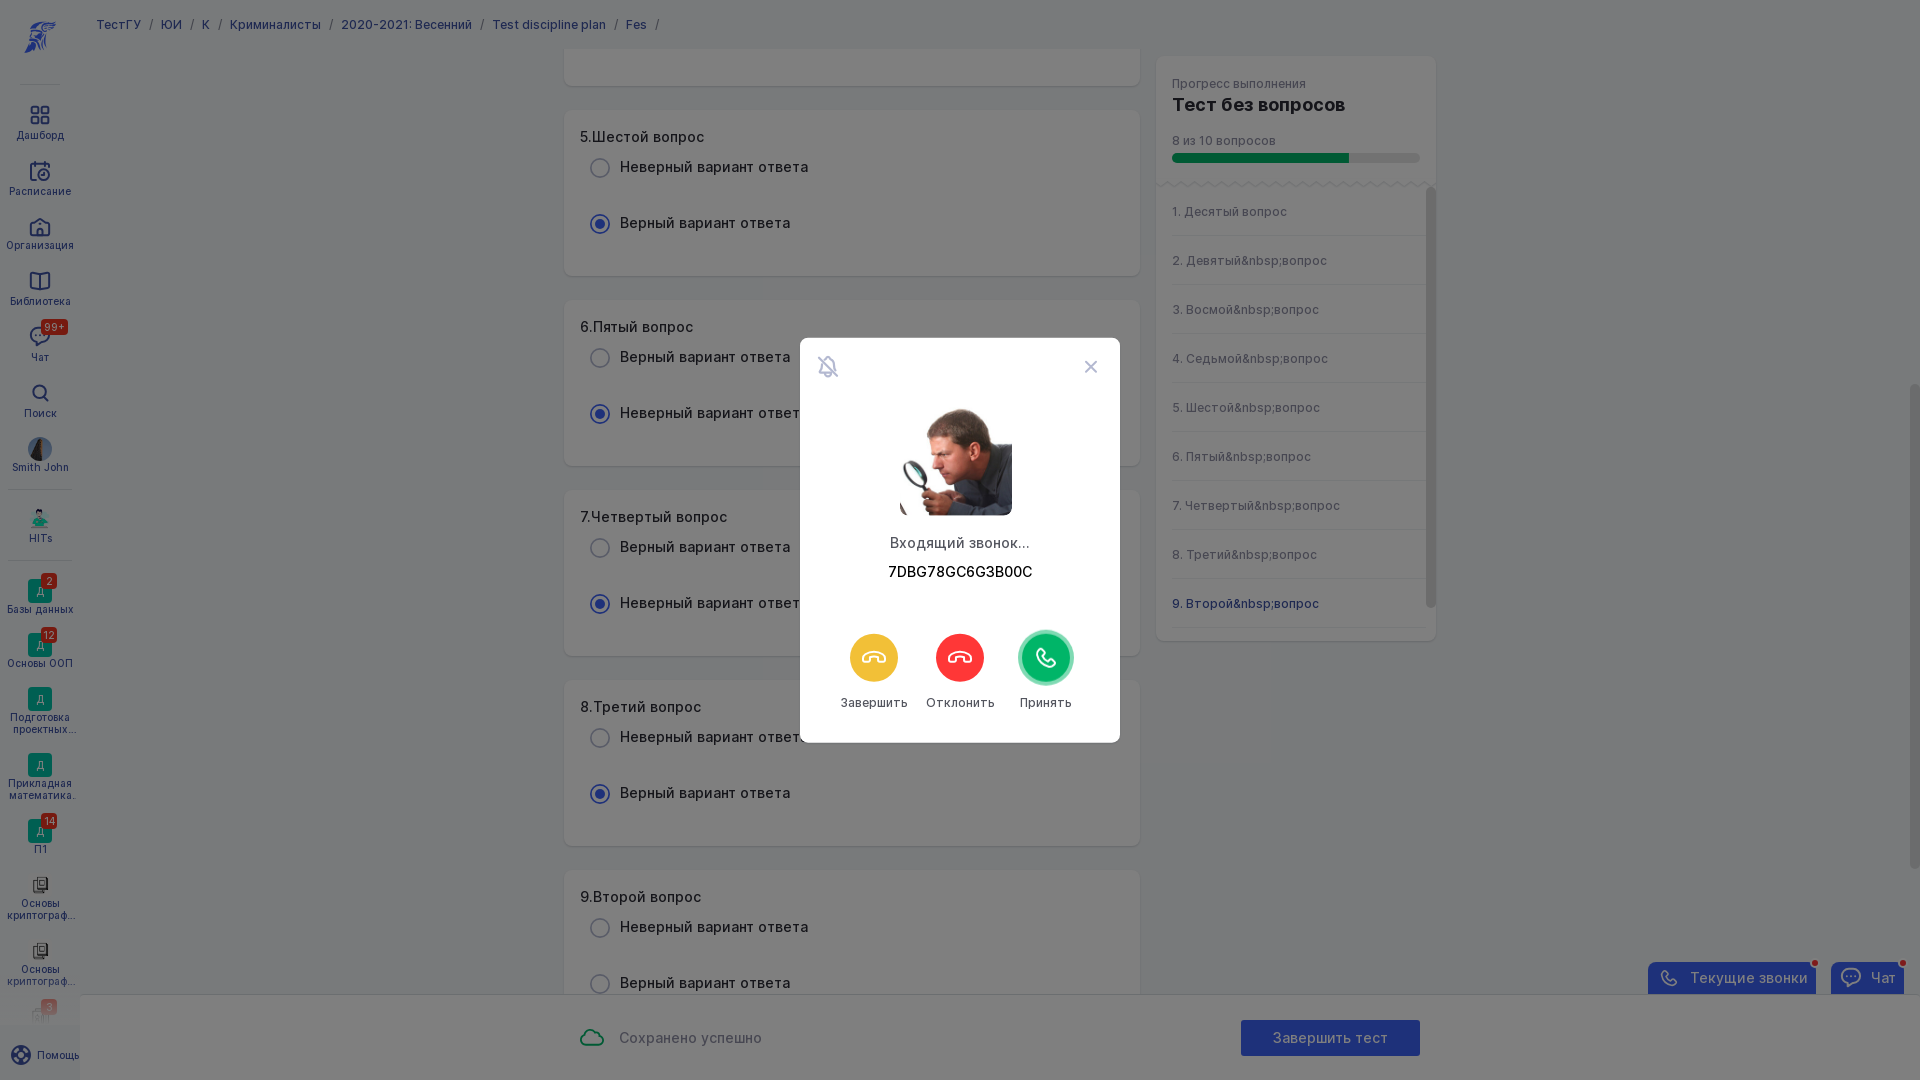 ТестГУ / ЮИ / К / Криминалисты / 2020-2021: Весенний / Test discipline plan / Fes /
Дашборд
Расписание
Организация
Библиотека
99+
Чат
Поиск
Smith John
HITs
2
Д
Базы данных
12
Д
Основы ООП
Д
Подготовка
проектных...
Д
Прикладная
математика.
14
Д
П1
Основы
криптограф...
Основы
криптограф...
3
Помощь
5.Шестой вопрос
Неверный вариант ответа
Верный вариант ответа
6.Пятый вопрос
Верный вариант ответа
Неверный вариант ответ
7.Четвертый вопрос
Верный вариант ответа
Неверный вариант ответ
8.Третий вопрос
Неверный вариант ответа
Верный вариант ответа
9.Второй вопрос
Неверный вариант ответа
Верный вариант ответа
Входящий звонок...
7DBG78GC6G3B00C
Завершить
Отклонить
Принять
Прогресс выполнения
Тест без вопросов
8 из 10 вопросов
1. Десятый вопрос
2. Девятый&nbsp;вопрос
3. Восмой&nbsp;вопрос
4. Седьмой&nbsp;вопрос
5. Шестой&nbsp;вопрос
6. Пятый&nbsp;вопрос
7. Четвертый&nbsp;вопрос
8. Третий&nbsp;вопрос
9. Второй&nbsp;вопрос
Текущие звонки
Чат
Сохранено успешно
Завершить тест